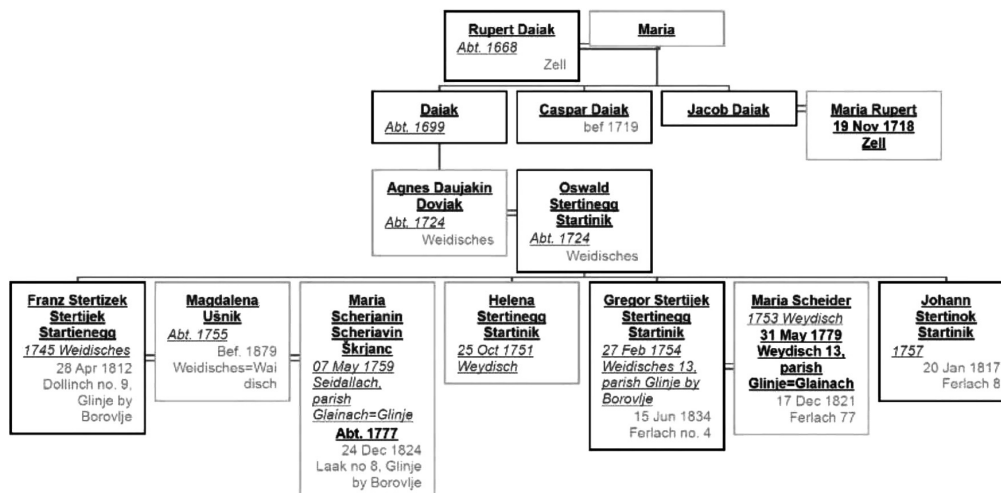 Rupert Daiak
Abt. 1668
Zell
Maria
Daiak
Abt. 1699
Caspar Daiak
bef 1719
Jacob Daiak
Maria Rupert
19 Nov 1718
Zell
Agnes Daujakin
Dovjak
Abt. 1724
Weidisches
Oswald
Stertinegg
Startinik
Abt. 1724
Weidisches
Franz Stertizek
Stertijek
Startienegg
1745 Weidisches
28 Apr 1812
Dollinch no. 9,
Glinje by
Borovlje
Magdalena
Ušnik
Abt. 1755
Bef. 1879
Weidisches=Wai
disch
Maria
Scherjanin
Scheriavin
Škrjanc
07 May 1759
Seidallach,
parish
Glainach=Glinje
Abt. 1777
24 Dec 1824
Laak no 8, Glinje
by Borovlje
Helena
Stertinegg
Startinik
25 Oct 1751
Weydisch
Gregor Stertijek
Stertinegg
Startinik
27 Feb 1754
Weidisches 13,
parish Glinje by
Borovlje
15 Jun 1834
Ferlach no. 4
Maria Scheider
1753 Weydisch
31 May 1779
Weydisch 13,
parish
Glinje=Glainach
17 Dec 1821
Ferlach 77
Johann
Stertinok
Startinik
1757
20 Jan 1817
Ferlach 8